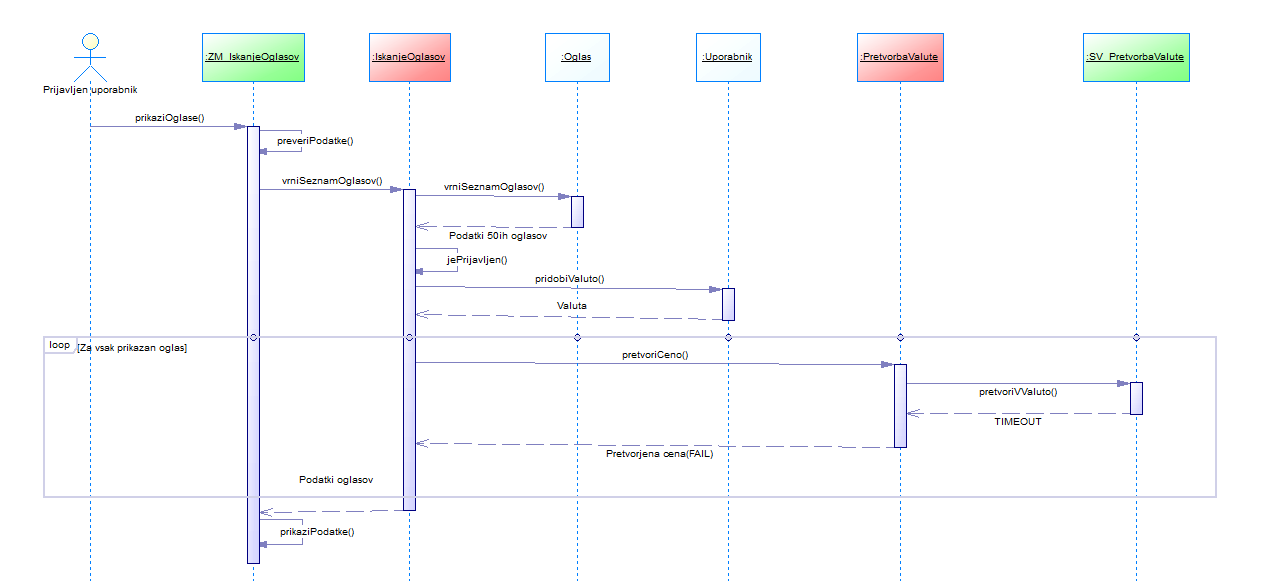 :ZM_IskanjeOglasov
:IskanjeOglasov
:Oglas
:Uporabnik
:PretvorbaValute
:SV_PretvorbaValute
Prijavljen uporabnik
prikaziOglase()
preveriPodatke()
vrniSeznamOglasov()
vrniSeznamOglasov()
Podatki 50ih oglasov
jePrijavljen()
pridobiValuto()
Valuta
loop
[Za vsak prikazan oglas]
pretvoriCeno()
pretvoriVValuto()
TIMEOUT
Pretvorjena cena(FAIL)
Podatki oglasov
prikaziPodatke()